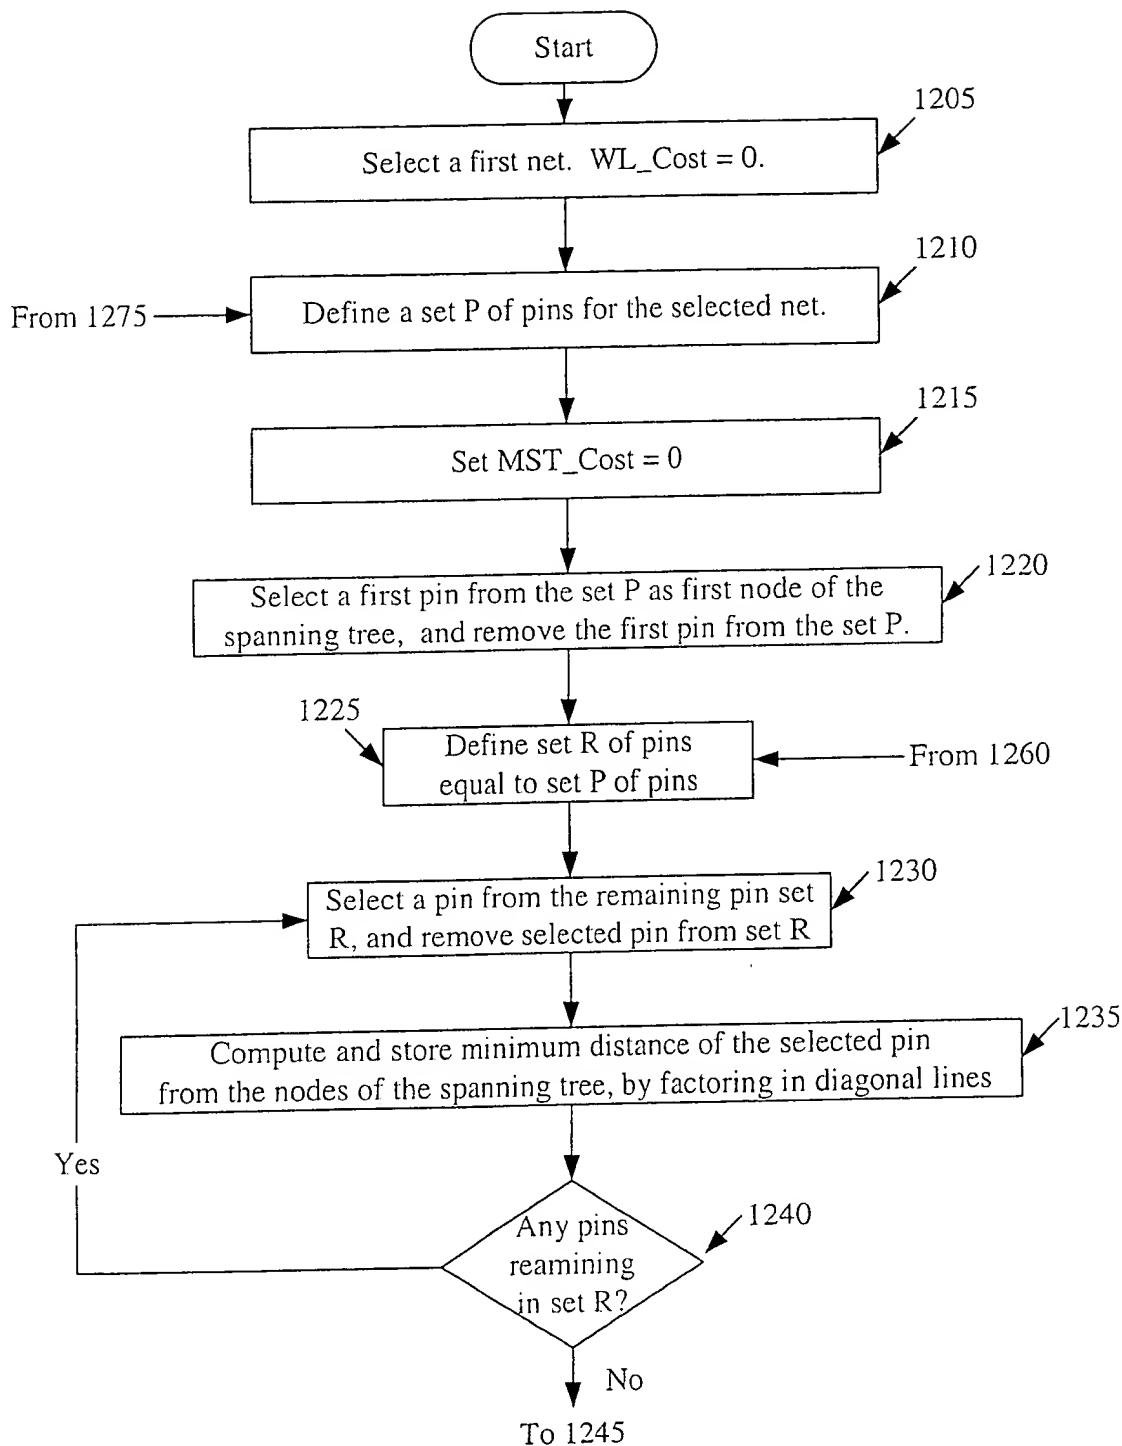 Start
1205
Select a first net. WL_Cost = 0.
1210
From 1275
Define a set P of pins for the selected net.
1215
Set MST_Cost = 0
1220
Select a first pin from the set P as first node of the
spanning tree, and remove the first pin from the set P.
1225
Define set R of pins
equal to set P of pins
From 1260
1230
Select a pin from the remaining pin set
R, and remove selected pin from set R
1235
Compute and store minimum distance of the selected pin
from the nodes of the spanning tree, by factoring in diagonal lines
Yes
1240
Any pins
reamining
in set R?
No
To 1245